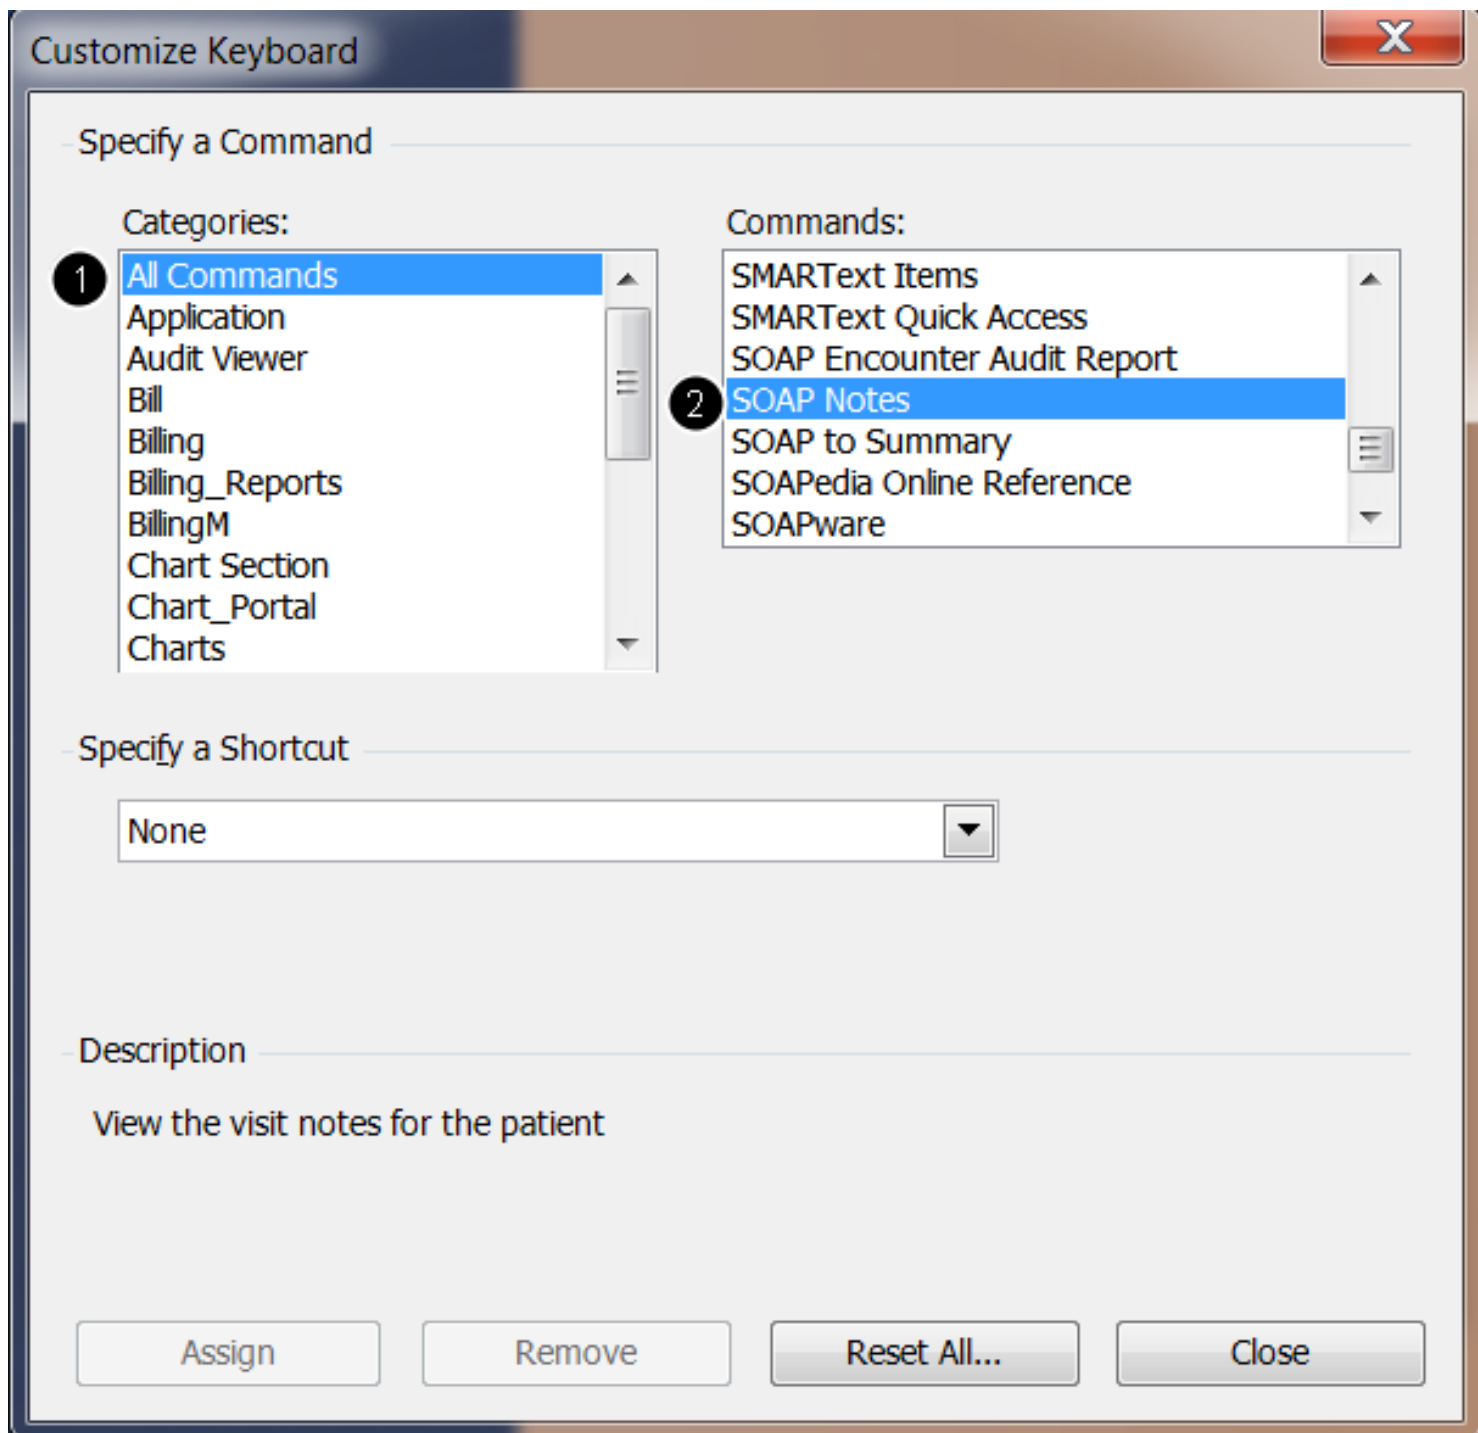 Customize Keyboard
X
Specify a Command
Categories:
1
All Commands
Application
Audit Viewer
Bill
Billing
Billing_Reports
BillingM
Chart Section
Chart_Portal
Charts
Commands:
SMARText Items
SMARText Quick Access
SOAP Encounter Audit Report
2
SOAP Notes
SOAP to Summary
SOAPedia Online Reference
SOAPware
Specify a Shortcut
None
Description
View the visit notes for the patient
Assign
Remove
Reset All...
Close